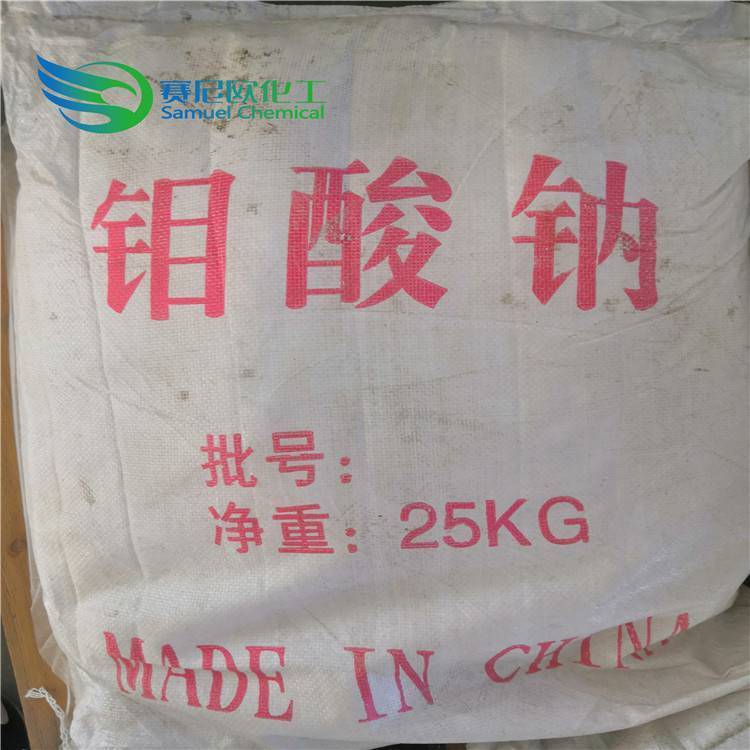 赛尼欧化工
Samuel Chemical
钼酸钠
批号:
净重: 25KG
MADE IN CHINA